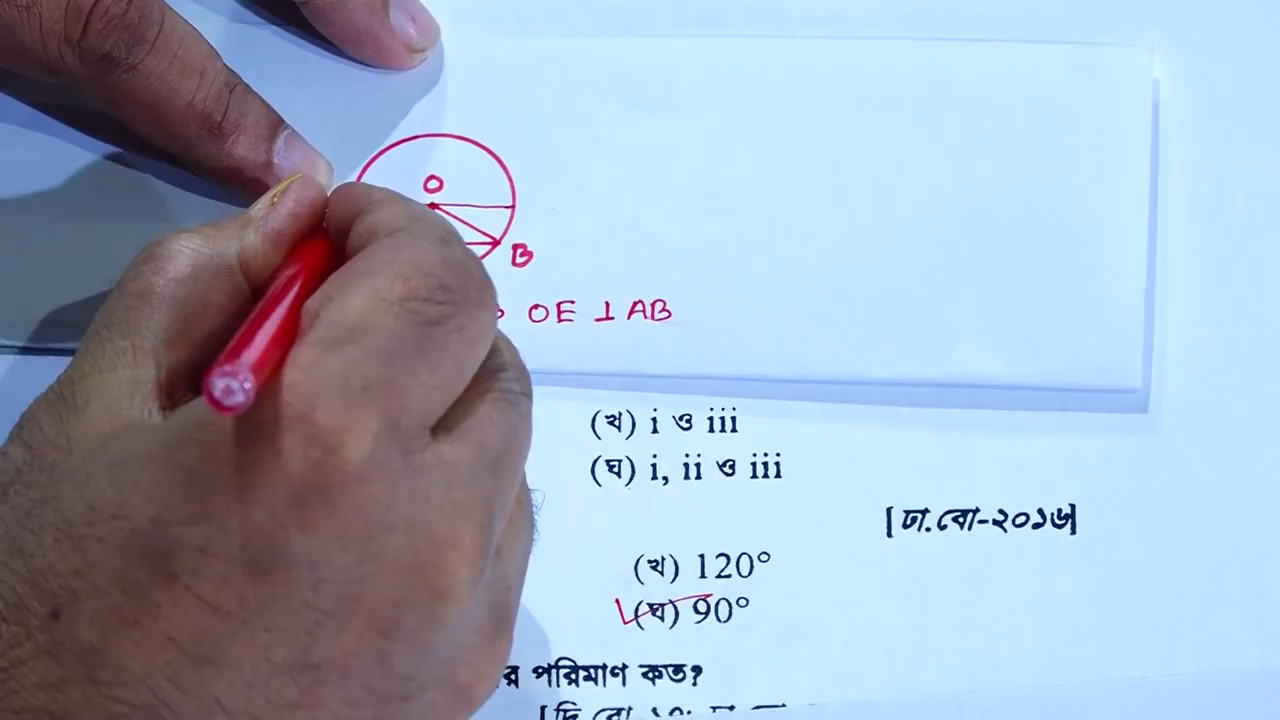 O
B
OE ⊥ AB
(খ) i ও iii
(ঘ) i, ii ও iii
[ঢা.বো-২০১৬]
(খ) 120°
(ঘ) 90°
র পরিমাণ কত?